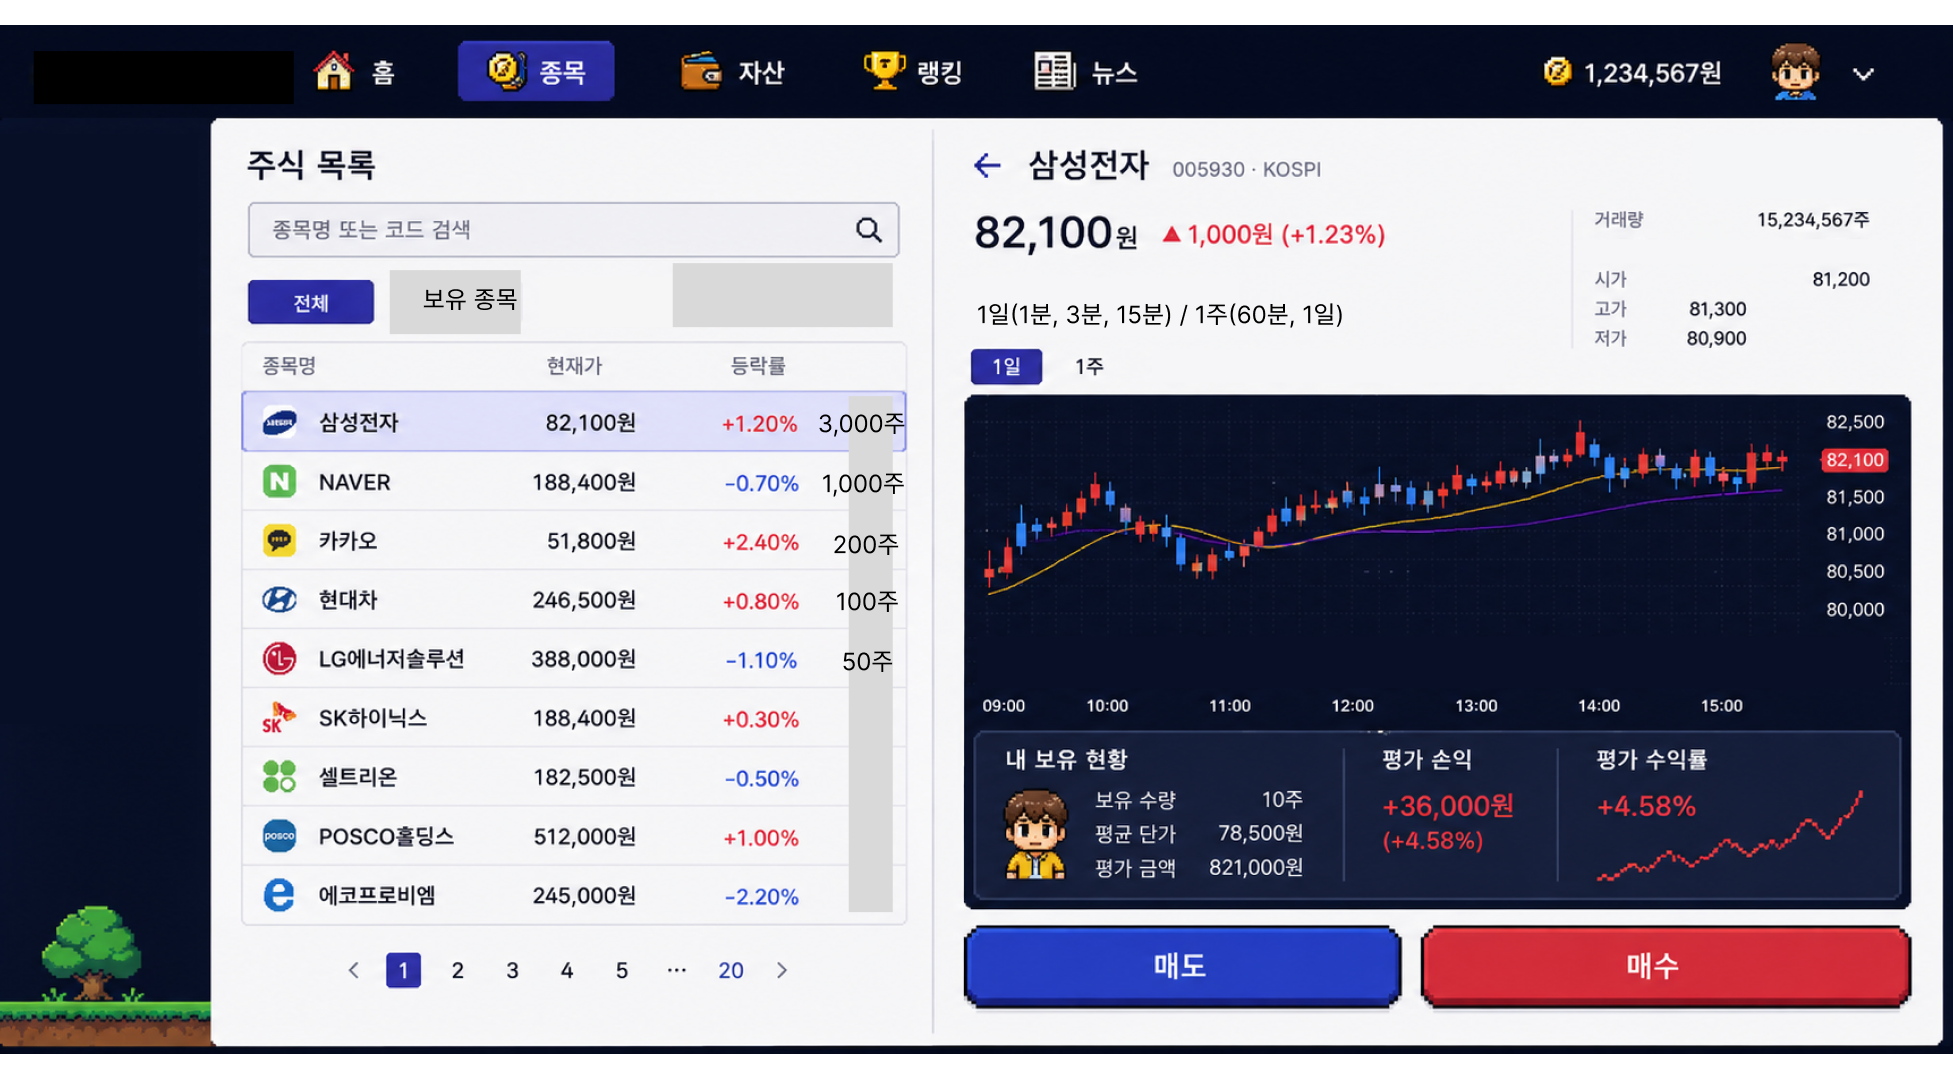 홈
종목
자산
랭킹
뉴스
1,234,567원
주식 목록
종목명 또는 코드 검색
전체
보유 종목
종목명 현재가 등락률
삼성전자 82,100원 +1.20% 3,000주
NAVER 188,400원 -0.70% 1,000주
카카오 51,800원 +2.40% 200주
현대차 246,500원 +0.80% 100주
LG에너지솔루션 388,000원 -1.10% 50주
SK SK하이닉스 188,400원 +0.30%
셀트리온 182,500원 -0.50%
posco POSCO홀딩스 512,000원 +1.00%
에코프로비엠 245,000원 -2.20%
< 1 2 3 4 5 ··· 20 >
← 삼성전자 005930 · KOSPI
82,100원 ▲1,000원 (+1.23%)
거래량 15,234,567주
시가 81,200
고가 81,300
저가 80,900
1일(1분, 3분, 15분) / 1주(60분, 1일)
1일 1주
82,500
82,100
81,500
81,000
80,500
80,000
09:00 10:00 11:00 12:00 13:00 14:00 15:00
내 보유 현황
보유 수량 10주
평균 단가 78,500원
평가 금액 821,000원
평가 손익
+36,000원
(+4.58%)
평가 수익률
+4.58%
매도
매수